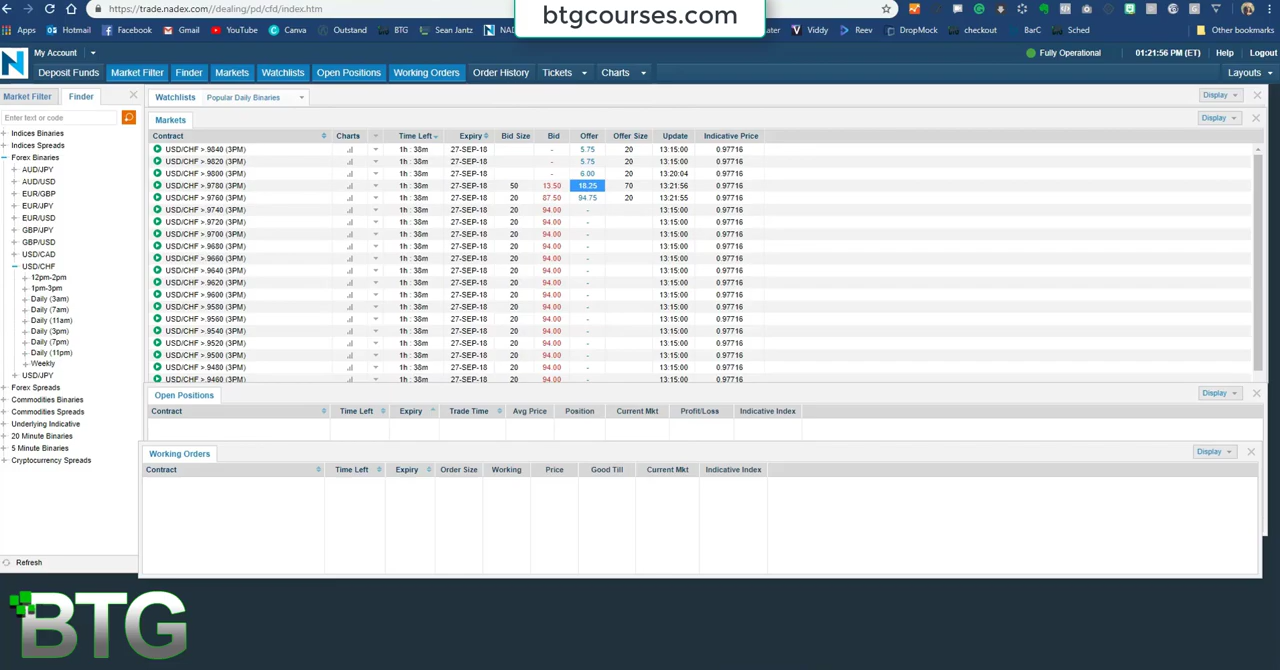 https://trade.nadex.com//dealing/pd/cfd/index.htm
btgcourses.com
Apps Hotmail Facebook Gmail YouTube Canva Outstand BTG Sean Jantz Viddy Reev DropMock checkout BarC Sched Other bookmarks
My Account Fully Operational 01:21:56 PM (ET) Help Logout
Deposit Funds Market Filter Finder Markets Watchlists Open Positions Working Orders Order History Tickets Charts Layouts
Market Filter Finder
Enter text or code
Indices Binaries
Indices Spreads
Forex Binaries
AUD/JPY
AUD/USD
EUR/GBP
EUR/JPY
EUR/USD
GBP/JPY
GBP/USD
USD/CAD
USD/CHF
12pm-2pm
1pm-3pm
Daily (3am)
Daily (7am)
Daily (11am)
Daily (3pm)
Daily (7pm)
Daily (11pm)
Weekly
USD/JPY
Forex Spreads
Commodities Binaries
Commodities Spreads
Underlying Indicative
20 Minute Binaries
5 Minute Binaries
Cryptocurrency Spreads
Refresh
Watchlists Popular Daily Binaries Display
Markets Display
Contract Charts Time Left Expiry Bid Size Bid Offer Offer Size Update Indicative Price
USD/CHF >.9840 (3PM) 1h : 38m 27-SEP-18 - 5.75 20 13:15:00 0.97716
USD/CHF >.9820 (3PM) 1h : 38m 27-SEP-18 - 5.75 20 13:15:00 0.97716
USD/CHF >.9800 (3PM) 1h : 38m 27-SEP-18 - 6.00 20 13:20:04 0.97716
USD/CHF >.9780 (3PM) 1h : 38m 27-SEP-18 50 13.50 18.25 70 13:21:56 0.97716
USD/CHF >.9760 (3PM) 1h : 38m 27-SEP-18 20 87.50 94.75 20 13:21:55 0.97716
USD/CHF >.9740 (3PM) 1h : 38m 27-SEP-18 20 94.00 - 13:15:00 0.97716
USD/CHF >.9720 (3PM) 1h : 38m 27-SEP-18 20 94.00 - 13:15:00 0.97716
USD/CHF >.9700 (3PM) 1h : 38m 27-SEP-18 20 94.00 - 13:15:00 0.97716
USD/CHF >.9680 (3PM) 1h : 38m 27-SEP-18 20 94.00 - 13:15:00 0.97716
USD/CHF >.9660 (3PM) 1h : 38m 27-SEP-18 20 94.00 - 13:15:00 0.97716
USD/CHF >.9640 (3PM) 1h : 38m 27-SEP-18 20 94.00 - 13:15:00 0.97716
USD/CHF >.9620 (3PM) 1h : 38m 27-SEP-18 20 94.00 - 13:15:00 0.97716
USD/CHF >.9600 (3PM) 1h : 38m 27-SEP-18 20 94.00 - 13:15:00 0.97716
USD/CHF >.9580 (3PM) 1h : 38m 27-SEP-18 20 94.00 - 13:15:00 0.97716
USD/CHF >.9560 (3PM) 1h : 38m 27-SEP-18 20 94.00 - 13:15:00 0.97716
USD/CHF >.9540 (3PM) 1h : 38m 27-SEP-18 20 94.00 - 13:15:00 0.97716
USD/CHF >.9520 (3PM) 1h : 38m 27-SEP-18 20 94.00 - 13:15:00 0.97716
USD/CHF >.9500 (3PM) 1h : 38m 27-SEP-18 20 94.00 - 13:15:00 0.97716
USD/CHF >.9480 (3PM) 1h : 38m 27-SEP-18 20 94.00 - 13:15:00 0.97716
USD/CHF >.9460 (3PM) 1h : 38m 27-SEP-18 20 94.00 - 13:15:00 0.97716
Open Positions Display
Contract Time Left Expiry Trade Time Avg Price Position Current Mkt Profit/Loss Indicative Index
Working Orders Display
Contract Time Left Expiry Order Size Working Price Good Till Current Mkt Indicative Index
BTG